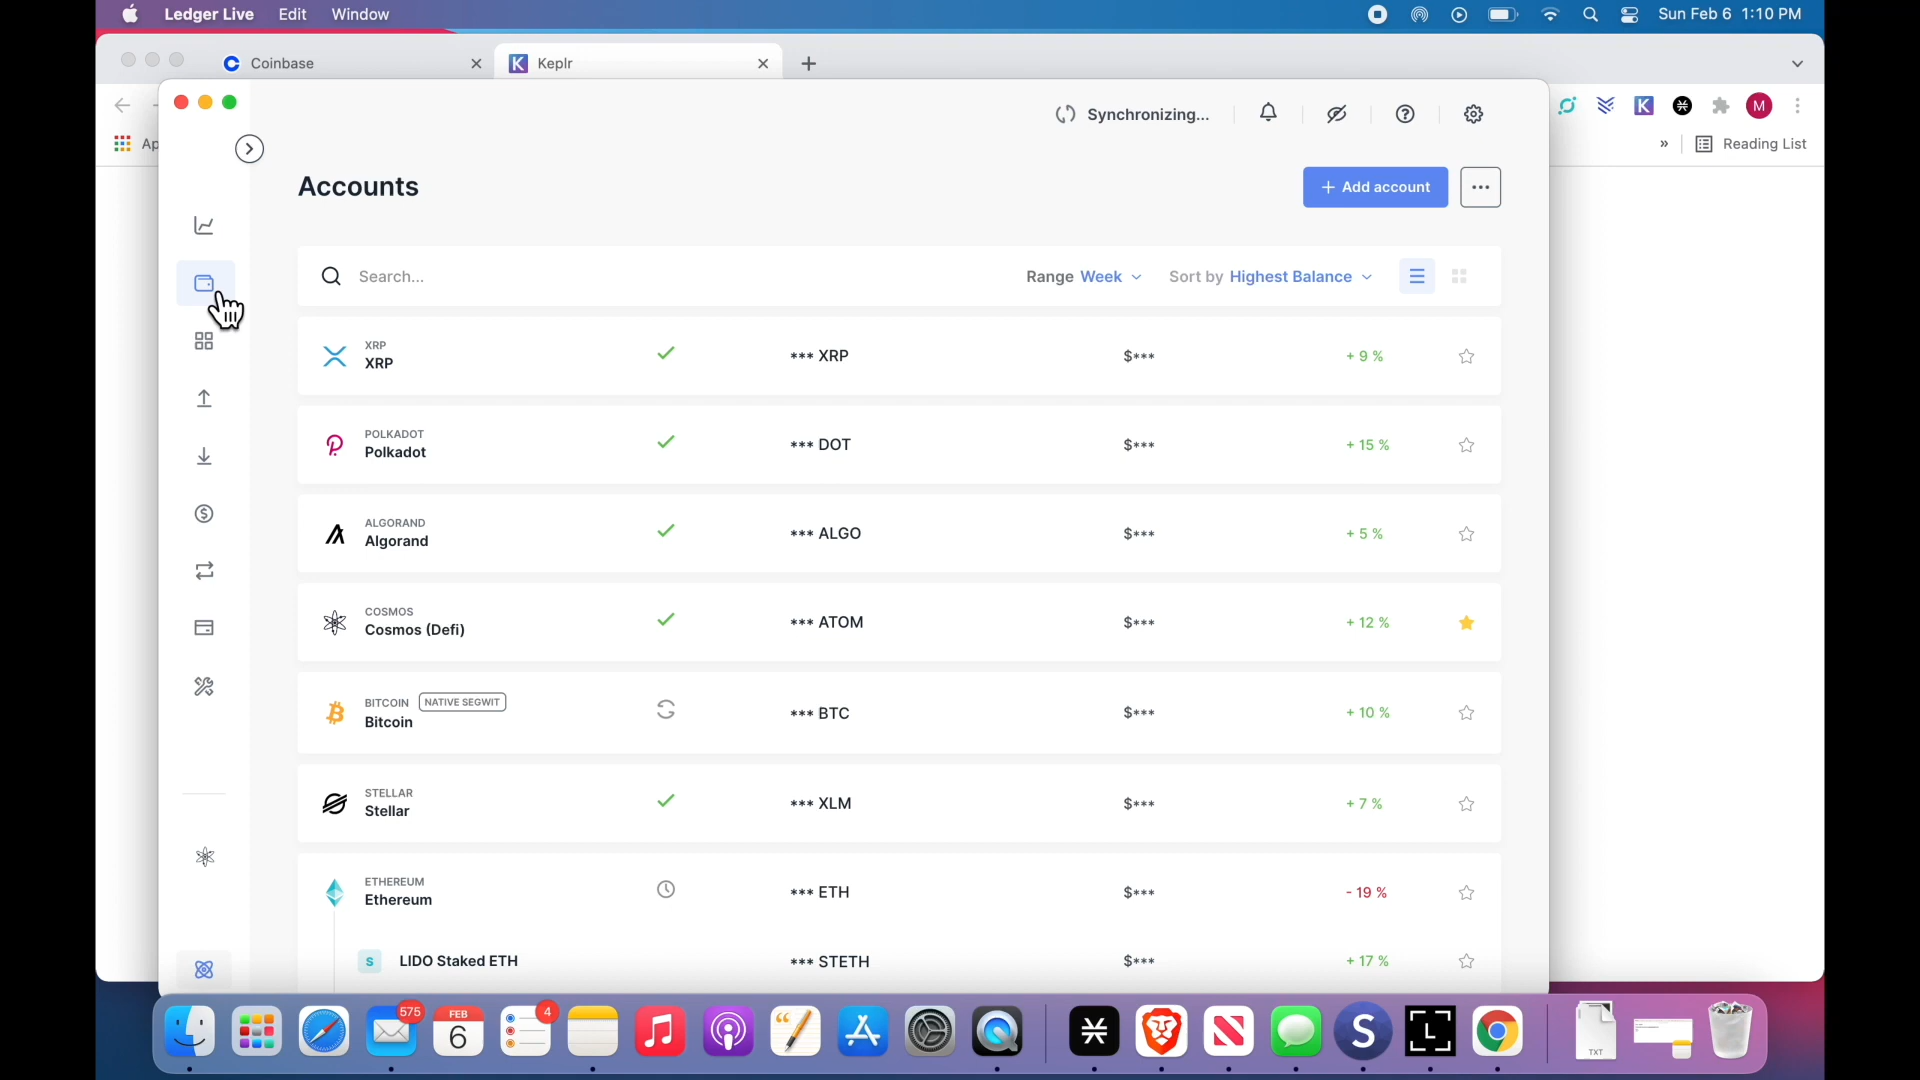 Ledger Live Edit Window
Sun Feb 6 1:10 PM
Coinbase
Keplr
Ap
Synchronizing...
M
» Reading List
Accounts
+ Add account
Search...
Range Week
Sort by Highest Balance
XRP
XRP
*** XRP $*** + 9 %
POLKADOT
Polkadot
*** DOT $*** + 15 %
ALGORAND
Algorand
*** ALGO $*** + 5 %
COSMOS
Cosmos (Defi)
*** ATOM $*** + 12 %
BITCOIN NATIVE SEGWIT
Bitcoin
*** BTC $*** + 10 %
STELLAR
Stellar
*** XLM $*** + 7 %
ETHEREUM
Ethereum
*** ETH $*** - 19 %
S LIDO Staked ETH *** STETH $*** + 17 %
575
FEB
6
4
S
L
TXT